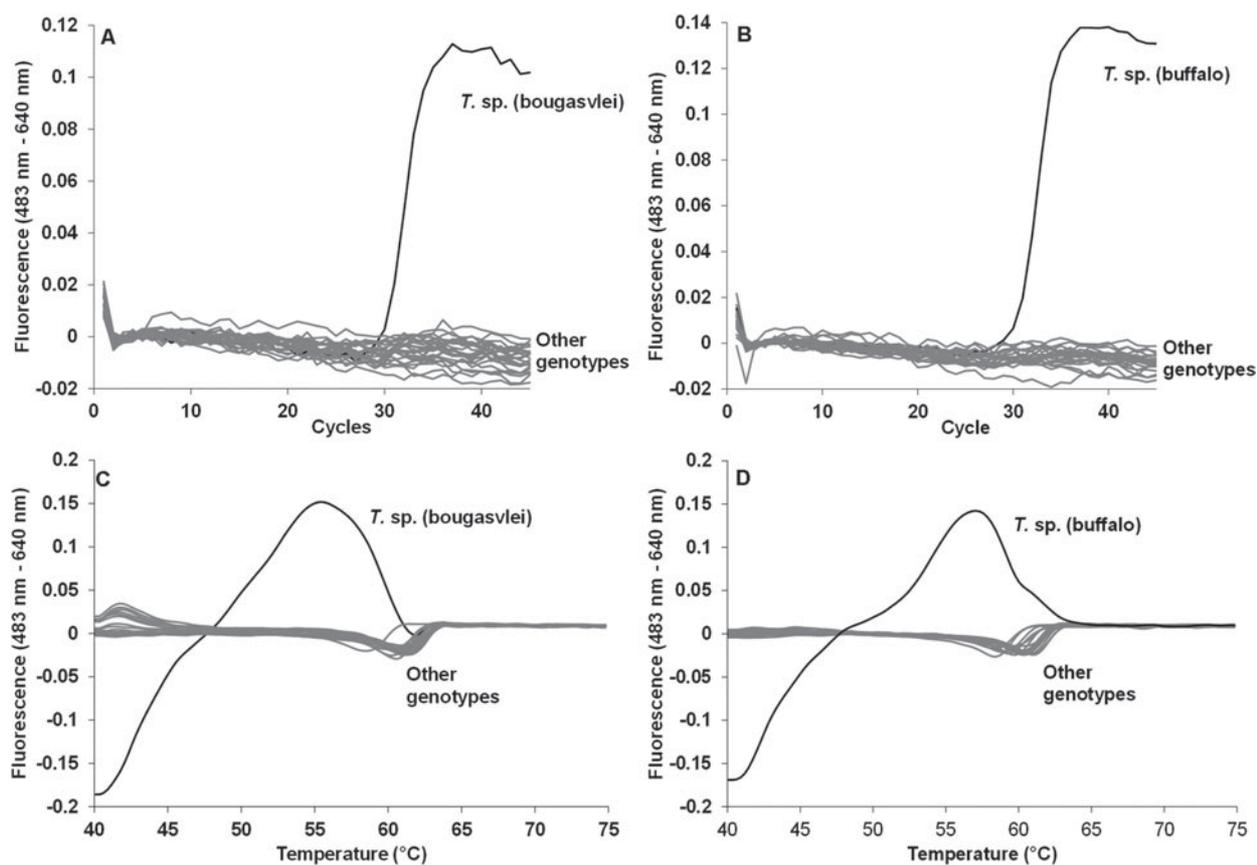 A
Fluorescence (483 nm - 640 nm)
0.12
0.1
0.08
0.06
0.04
0.02
0
-0.02
T. sp. (bougasvlei)
Other
genotypes
0 10 20 30 40
Cycles
B
Fluorescence (483 nm - 640 nm)
0.14
0.12
0.1
0.08
0.06
0.04
0.02
0
-0.02
T. sp. (buffalo)
Other
genotypes
0 10 20 30 40
Cycle
C
Fluorescence (483 nm - 640 nm)
0.2
0.15
0.1
0.05
0
-0.05
-0.1
-0.15
-0.2
T. sp. (bougasvlei)
Other
genotypes
40 45 50 55 60 65 70 75
Temperature (°C)
D
Fluorescence (483 nm - 640 nm)
0.2
0.15
0.1
0.05
0
-0.05
-0.1
-0.15
-0.2
T. sp. (buffalo)
Other
genotypes
40 45 50 55 60 65 70 75
Temperature (°C)